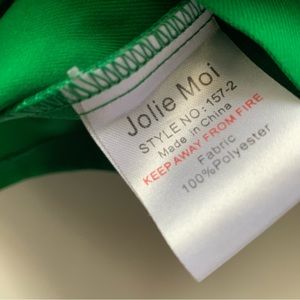 Jolie Moi
STYLE NO: 157-2
Made in China
KEEP AWAY FROM FIRE
Fabric
100%Polyester